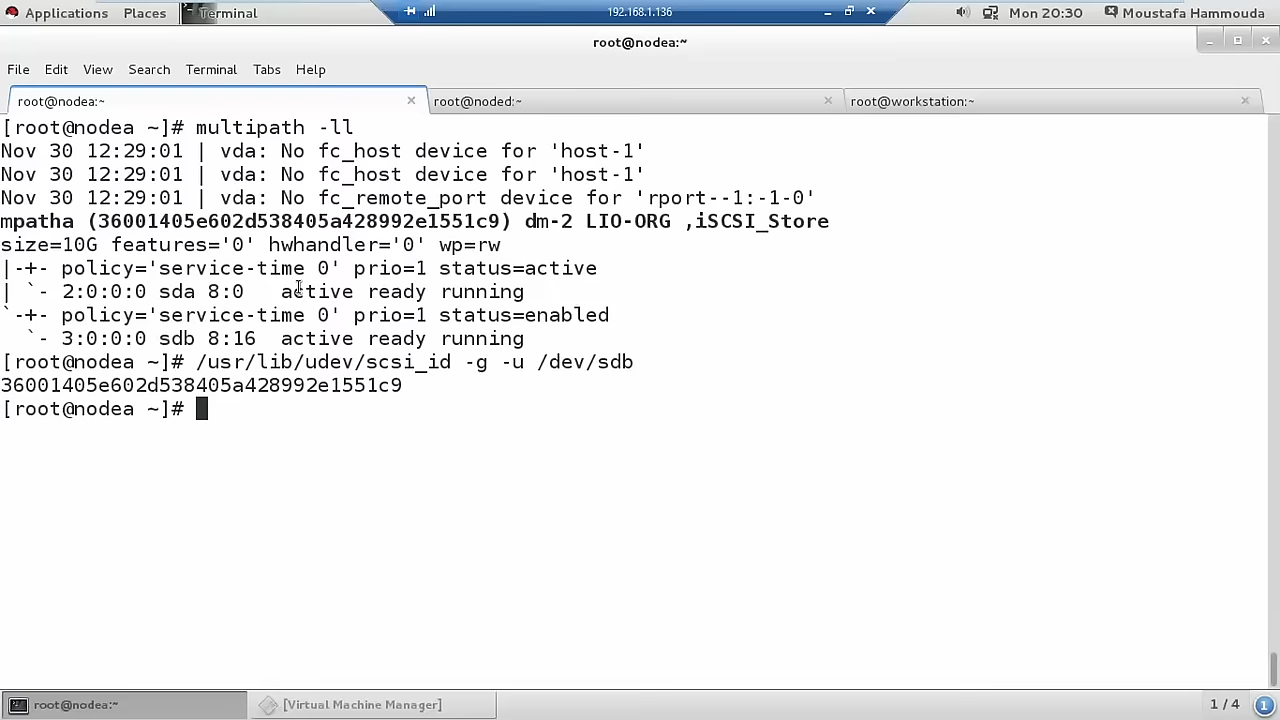 Applications Places Terminal 192.168.1.136 Mon 20:30 Moustafa Hammouda
root@nodea:~
File Edit View Search Terminal Tabs Help
root@nodea:~ root@noded:~ root@workstation:~
[root@nodea ~]# multipath -ll
Nov 30 12:29:01 | vda: No fc_host device for 'host-1'
Nov 30 12:29:01 | vda: No fc_host device for 'host-1'
Nov 30 12:29:01 | vda: No fc_remote_port device for 'rport--1:-1-0'
mpatha (36001405e602d538405a428992e1551c9) dm-2 LIO-ORG ,iSCSI_Store
size=10G features='0' hwhandler='0' wp=rw
|-+- policy='service-time 0' prio=1 status=active
| `- 2:0:0:0 sda 8:0   active ready running
`-+- policy='service-time 0' prio=1 status=enabled
  `- 3:0:0:0 sdb 8:16  active ready running
[root@nodea ~]# /usr/lib/udev/scsi_id -g -u /dev/sdb
36001405e602d538405a428992e1551c9
[root@nodea ~]#
root@nodea:~ [Virtual Machine Manager] 1 / 4 1